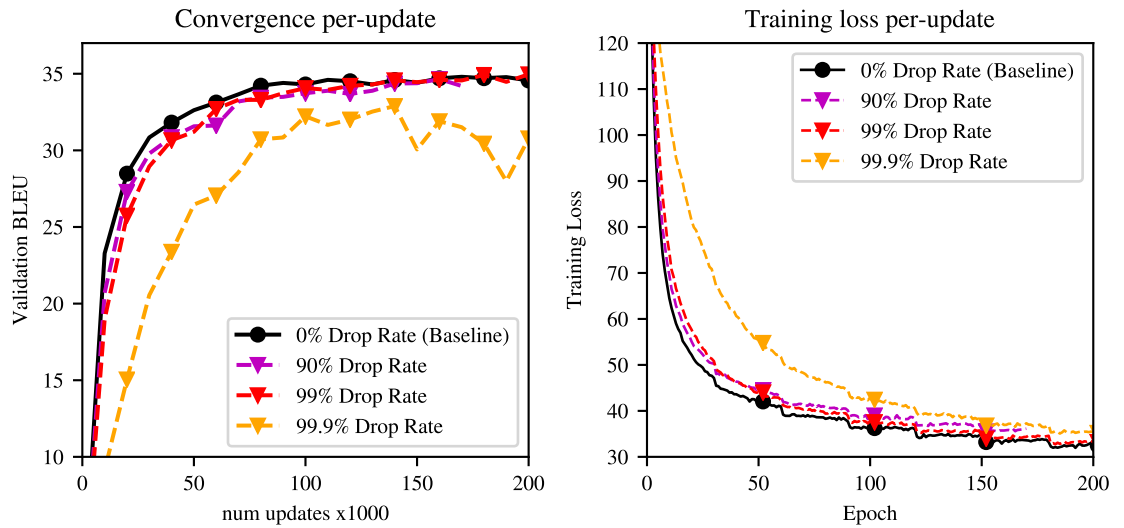 Convergence per-update
Validation BLEU
35
30
25
20
15
10
0
50
100
150
200
num updates x1000
0% Drop Rate (Baseline)
90% Drop Rate
99% Drop Rate
99.9% Drop Rate
Training loss per-update
Training Loss
120
110
100
90
80
70
60
50
40
30
0
50
100
150
200
Epoch
0% Drop Rate (Baseline)
90% Drop Rate
99% Drop Rate
99.9% Drop Rate